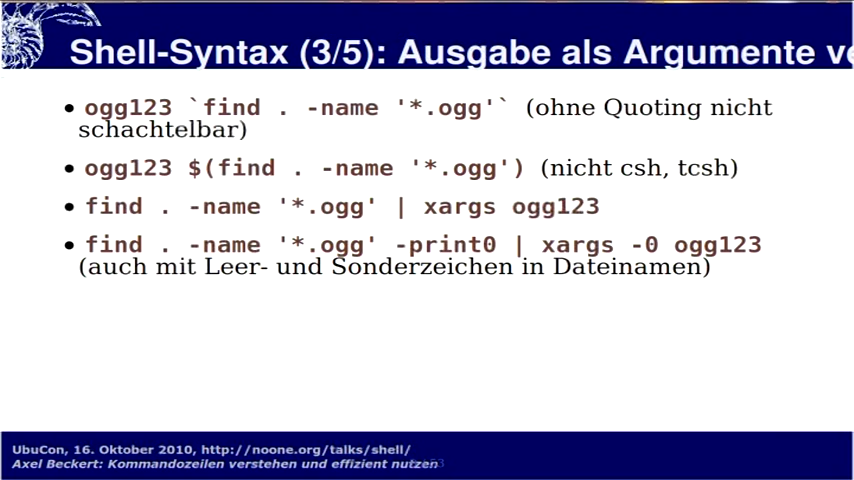 Shell-Syntax (3/5): Ausgabe als Argumente ve
• ogg123 `find . -name '*.ogg'` (ohne Quoting nicht
schachtelbar)
• ogg123 $(find . -name '*.ogg') (nicht csh, tcsh)
• find . -name '*.ogg' | xargs ogg123
• find . -name '*.ogg' -print0 | xargs -0 ogg123
(auch mit Leer- und Sonderzeichen in Dateinamen)
UbuCon, 16. Oktober 2010, http://noone.org/talks/shell/
Axel Beckert: Kommandozeilen verstehen und effizient nutzen